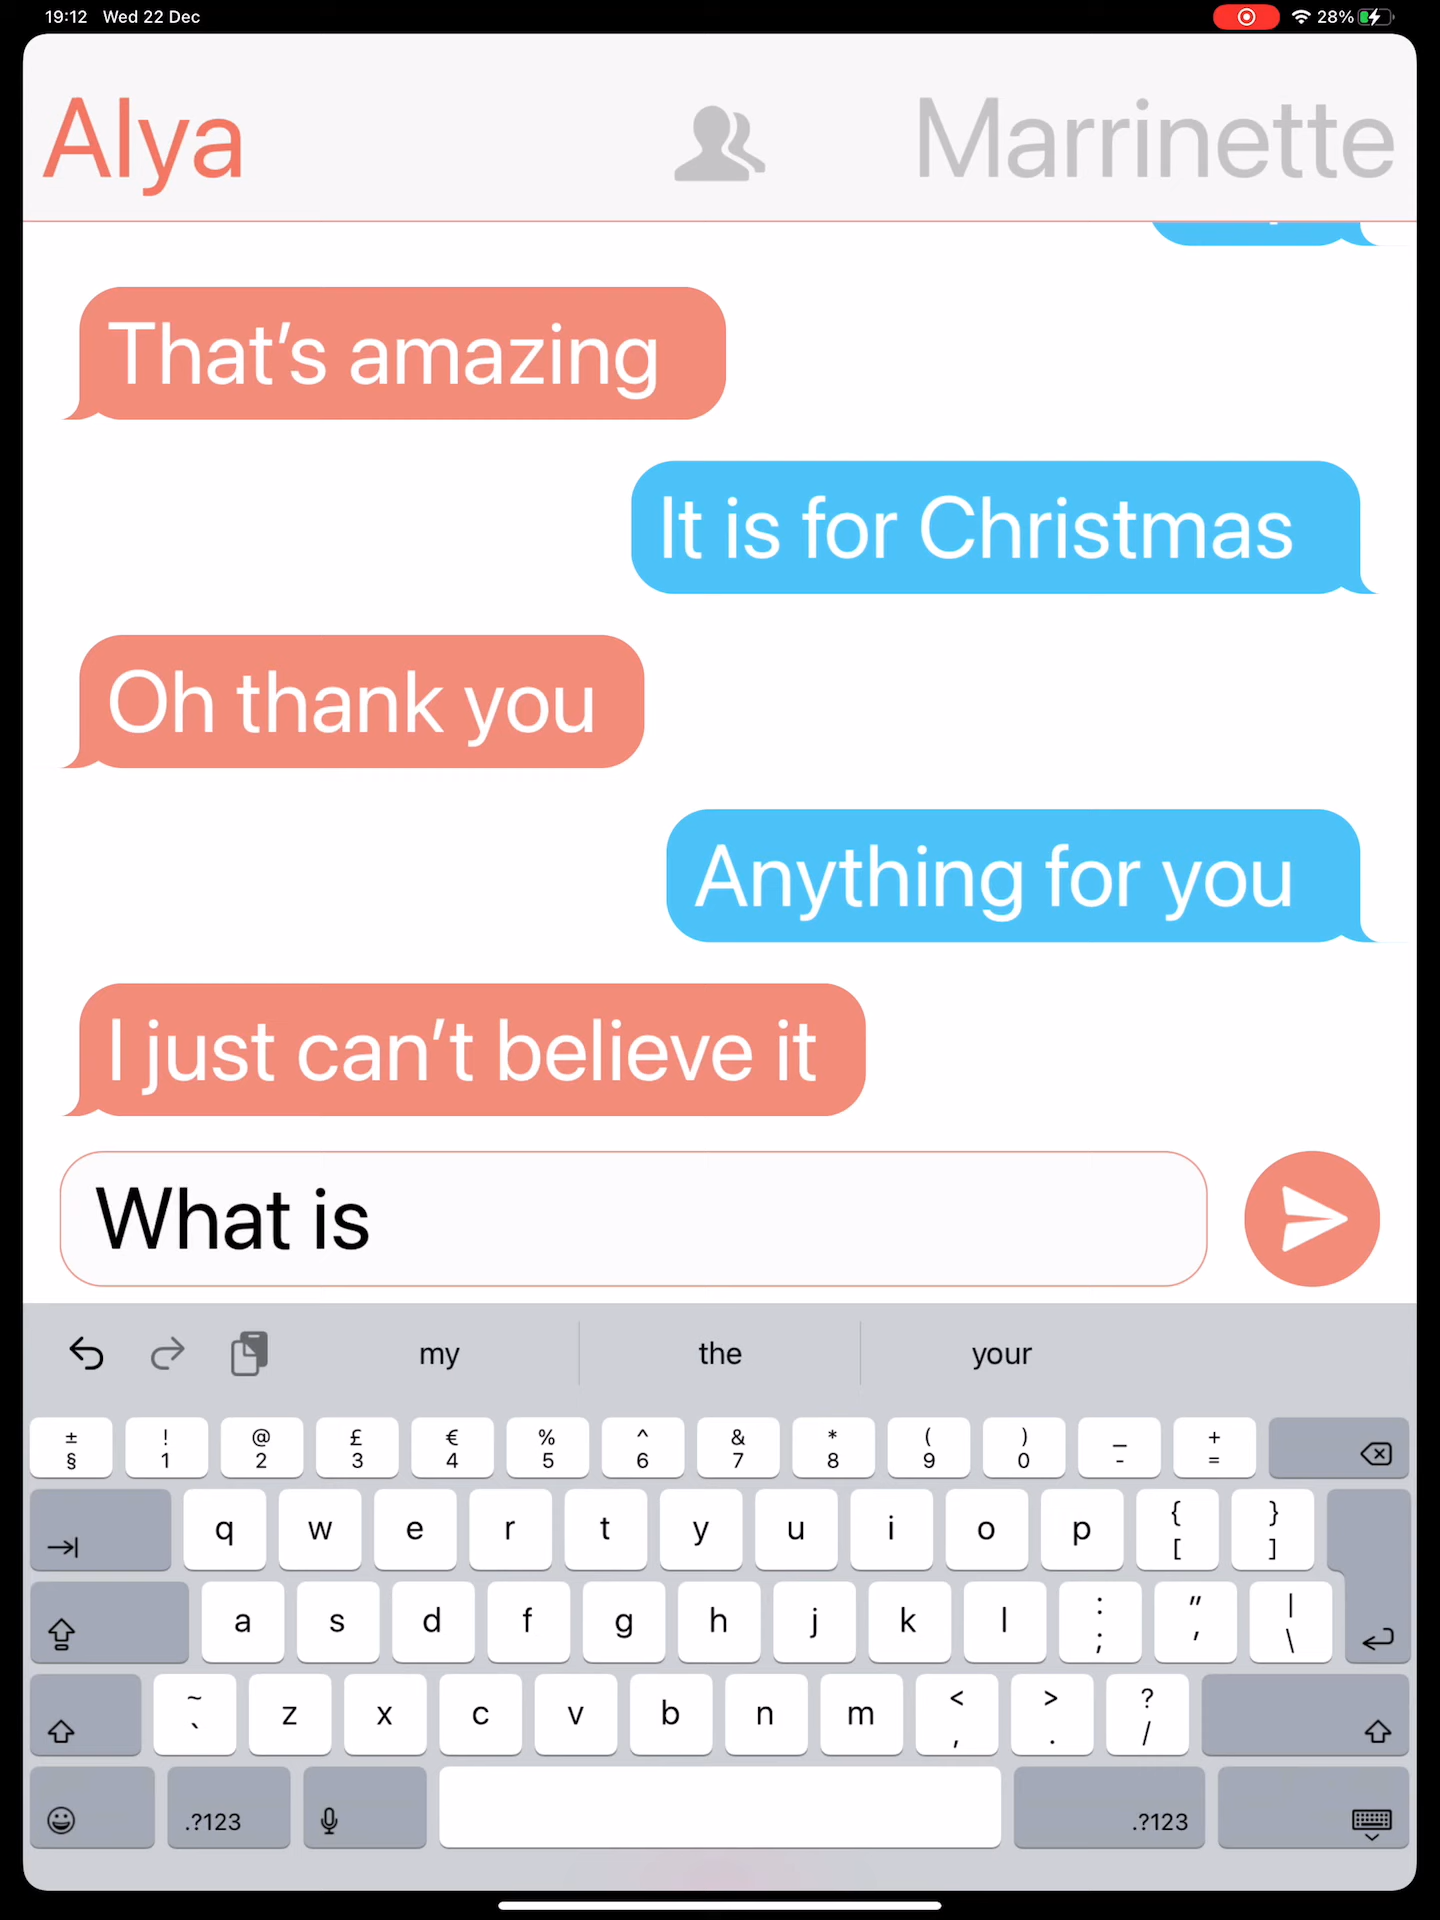 19:12 Wed 22 Dec 28%
Alya Marrinette
That's amazing
It is for Christmas
Oh thank you
Anything for you
I just can't believe it
What is
my the your
± ! @ £ € % ^ & * ( ) _ +
§ 1 2 3 4 5 6 7 8 9 0 - =
q w e r t y u i o p { }
[ ]
a s d f g h j k l : " |
; ' \
~ z x c v b n m < > ?
` , . /
.?123 .?123